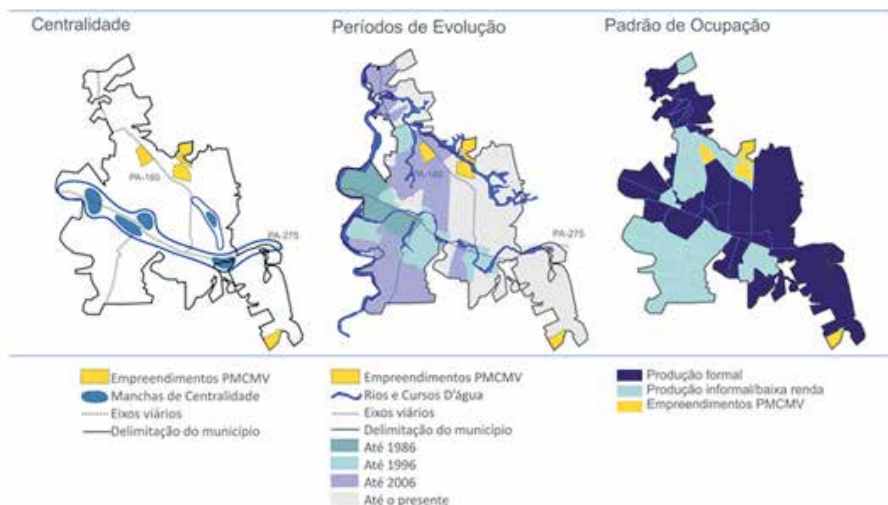 Centralidade
Períodos de Evolução
Padrão de Ocupação
PA-160
PA-275
PA-160
PA-275
Empreendimentos PMCMV
Manchas de Centralidade
Eixos viários
Delimitação do município
Empreendimentos PMCMV
Rios e Cursos D'água
Eixos viários
Delimitação do município
Até 1986
Até 1996
Até 2006
Até o presente
Produção formal
Produção informal/baixa renda
Empreendimentos PMCMV